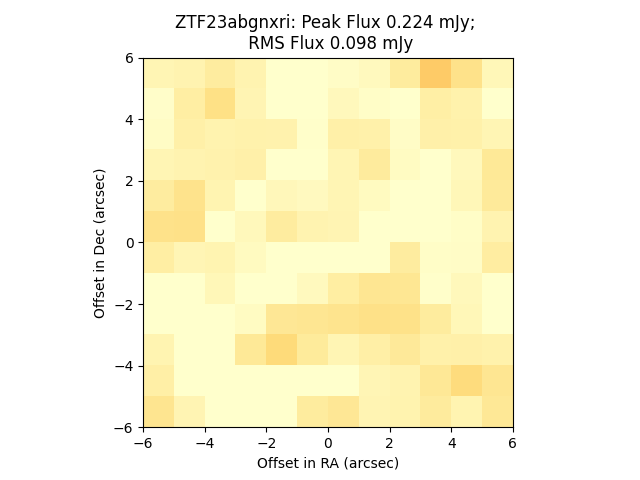 ZTF23abgnxri: Peak Flux 0.224 mJy;
RMS Flux 0.098 mJy
6
4
2
0
−2
−4
−6
Offset in Dec (arcsec)
−6 −4 −2 0 2 4 6
Offset in RA (arcsec)